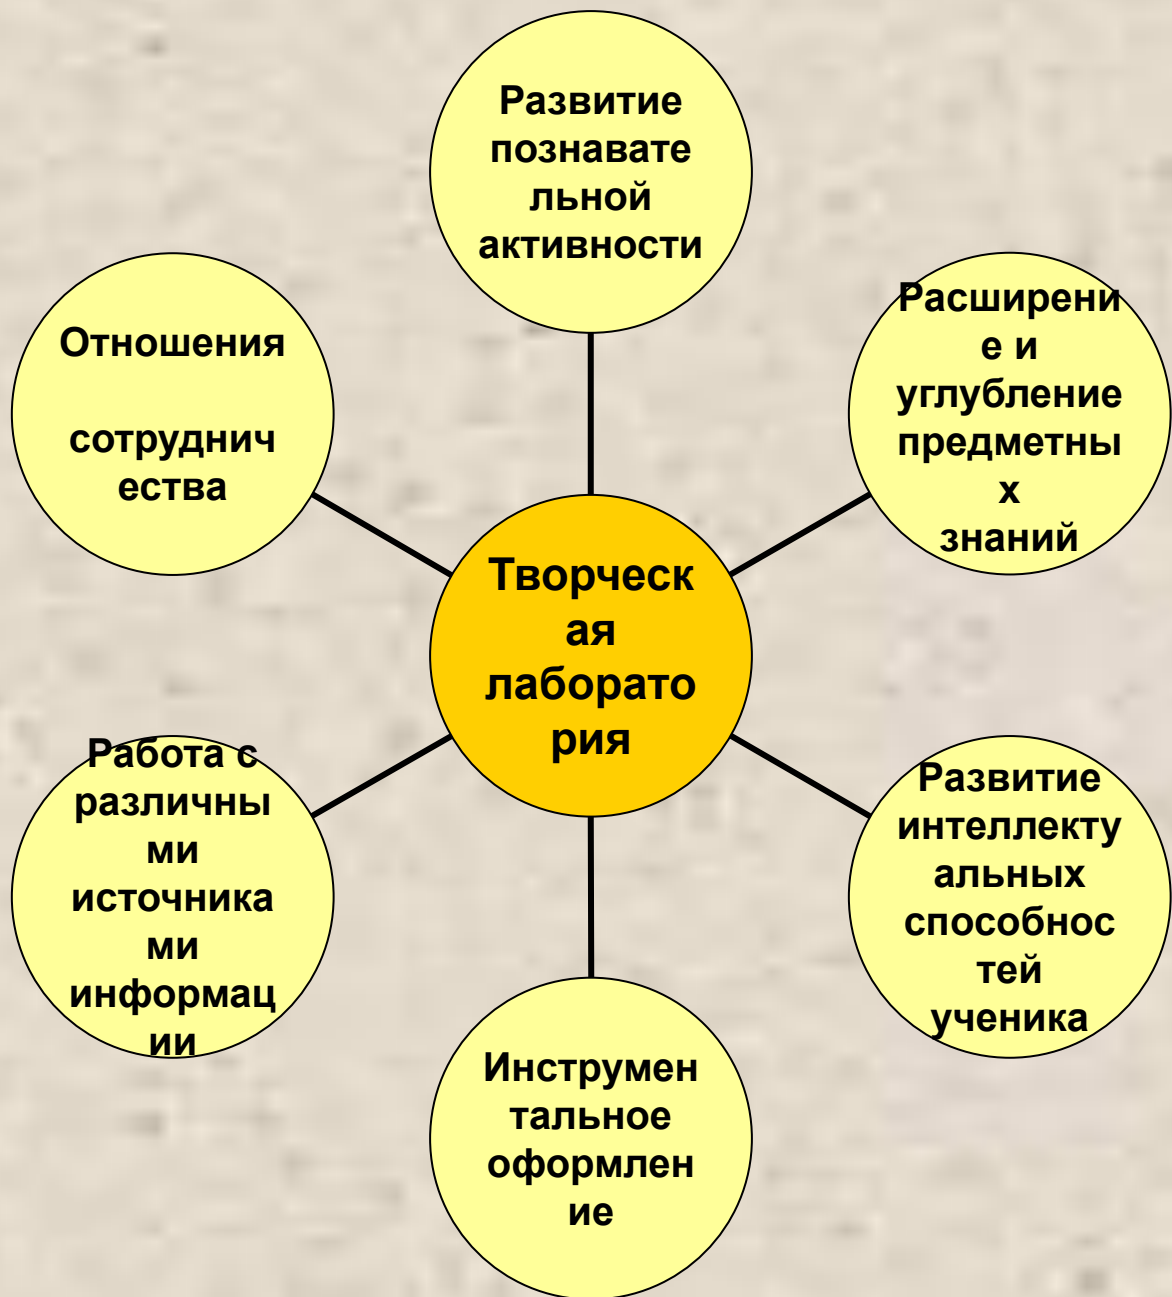 Развитие
познавате
льной
активности
Отношения
сотруднич
ества
Расширени
е и
углубление
предметны
х
знаний
Творческ
ая
лаборато
рия
Работа с
различны
ми
источника
ми
информац
ии
Развитие
интеллекту
альных
способнос
тей
ученика
Инструмен
тальное
оформлен
ие